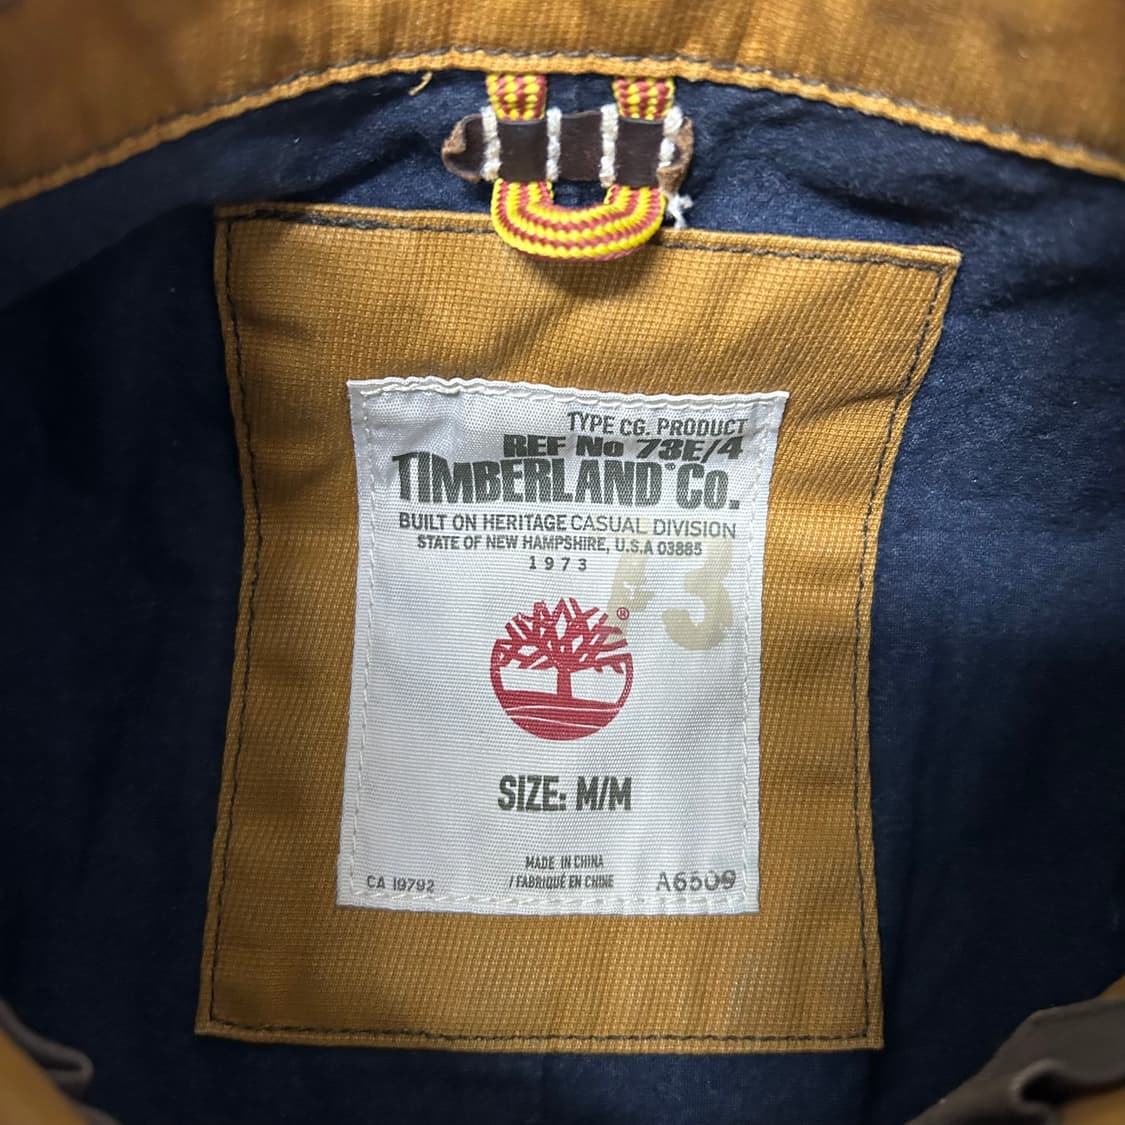 TYPE CG. PRODUCT
REF No 73E/4
TIMBERLAND® CO.
BUILT ON HERITAGE CASUAL DIVISION
STATE OF NEW HAMPSHIRE, U.S.A 03885
1973
®
SIZE: M/M
MADE IN CHINA
/ FABRIQUÉ EN CHINE
CA 19792
A6509